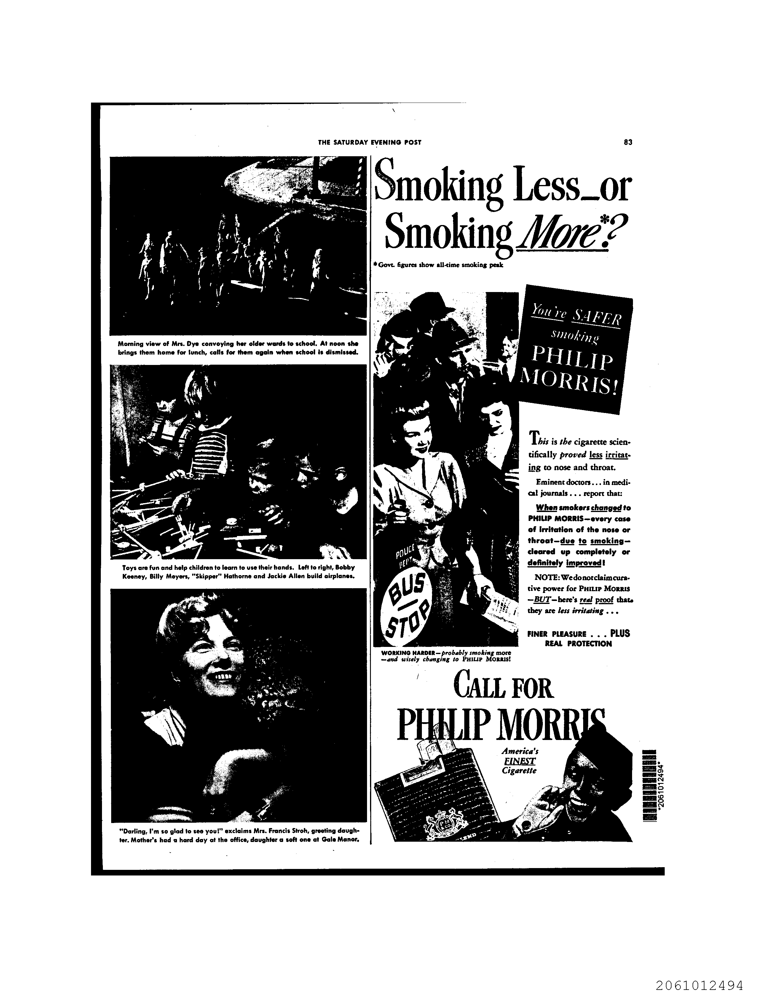 THE SATURDAY EVENING POST
83
Morning view of Mrs. Dye convoying her older wards to school. At noon she
brings them home for lunch, calls for them again when school is dismissed.
Toys are fun and help children to learn to use their hands. Left to right, Bobby
Keeney, Billy Meyers, "Skipper" Hathorne and Jackie Allen build airplanes.
"Darling, I'm so glad to see you!" exclaims Mrs. Francis Stroh, greeting daugh-
ter. Mother's had a hard day at the office, daughter a soft one at Gale Manor.
Smoking Less—or
Smoking More*?
*Govt. figures show all-time smoking peak
You're SAFER
smoking
PHILIP
MORRIS!
This is the cigarette scien-
tifically proved less irritat-
ing to nose and throat.
Eminent doctors... in medi-
cal journals... report that:
When smokers changed to
PHILIP MORRIS—every case
of irritation of the nose or
throat—due to smoking—
cleared up completely or
definitely improved!
NOTE: We do not claim cura-
tive power for PHILIP MORRIS
—BUT—here's real proof that
they are less irritating...
FINER PLEASURE... PLUS
REAL PROTECTION
POLICE
DEPT
BUS
STOP
WORKING HARDER—probably smoking more
—and wisely changing to PHILIP MORRIS!
CALL FOR
PHILIP MORRIS
America's
FINEST
Cigarette
*2061012494*
2061012494